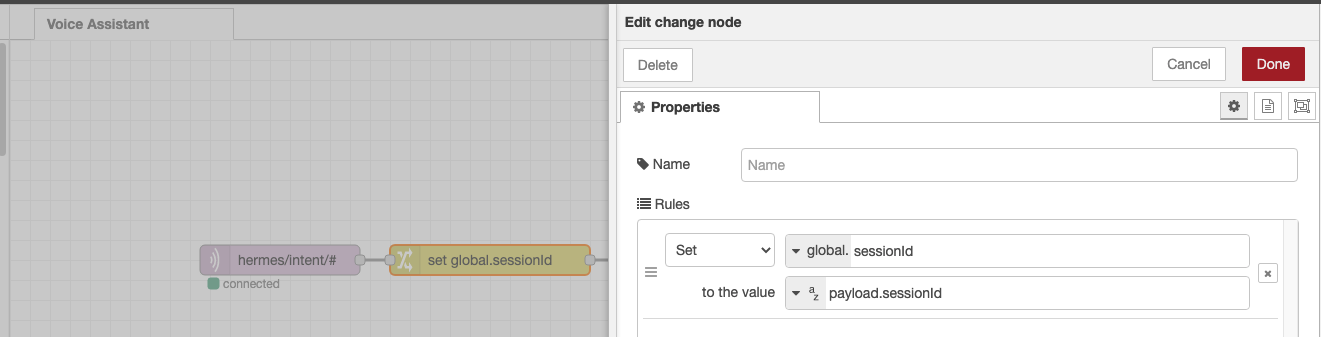 Voice Assistant
hermes/intent/#
connected
set global.sessionId
Edit change node
Delete
Cancel
Done
Properties
Name
Name
Rules
Set
global. sessionId
to the value
az payload.sessionId